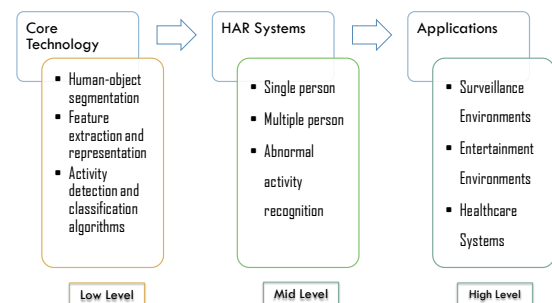 Core
Technology
Human-object
segmentation
Feature
extraction and
representation
Activity
detection and
classification
algorithms
Low Level
HAR Systems
Single person
Multiple person
Abnormal
activity
recognition
Mid Level
Applications
Surveillance
Environments
Entertainment
Environments
Healthcare
Systems
High Level